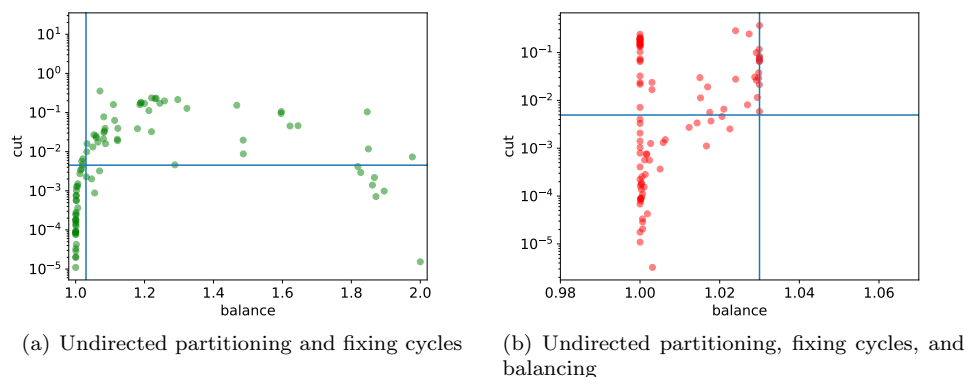 10¹
10⁰
10⁻¹
10⁻²
10⁻³
10⁻⁴
10⁻⁵
cut
1.0 1.2 1.4 1.6 1.8 2.0
balance
(a) Undirected partitioning and fixing cycles
10⁻¹
10⁻²
10⁻³
10⁻⁴
10⁻⁵
cut
0.98 1.00 1.02 1.04 1.06
balance
(b) Undirected partitioning, fixing cycles, and
balancing